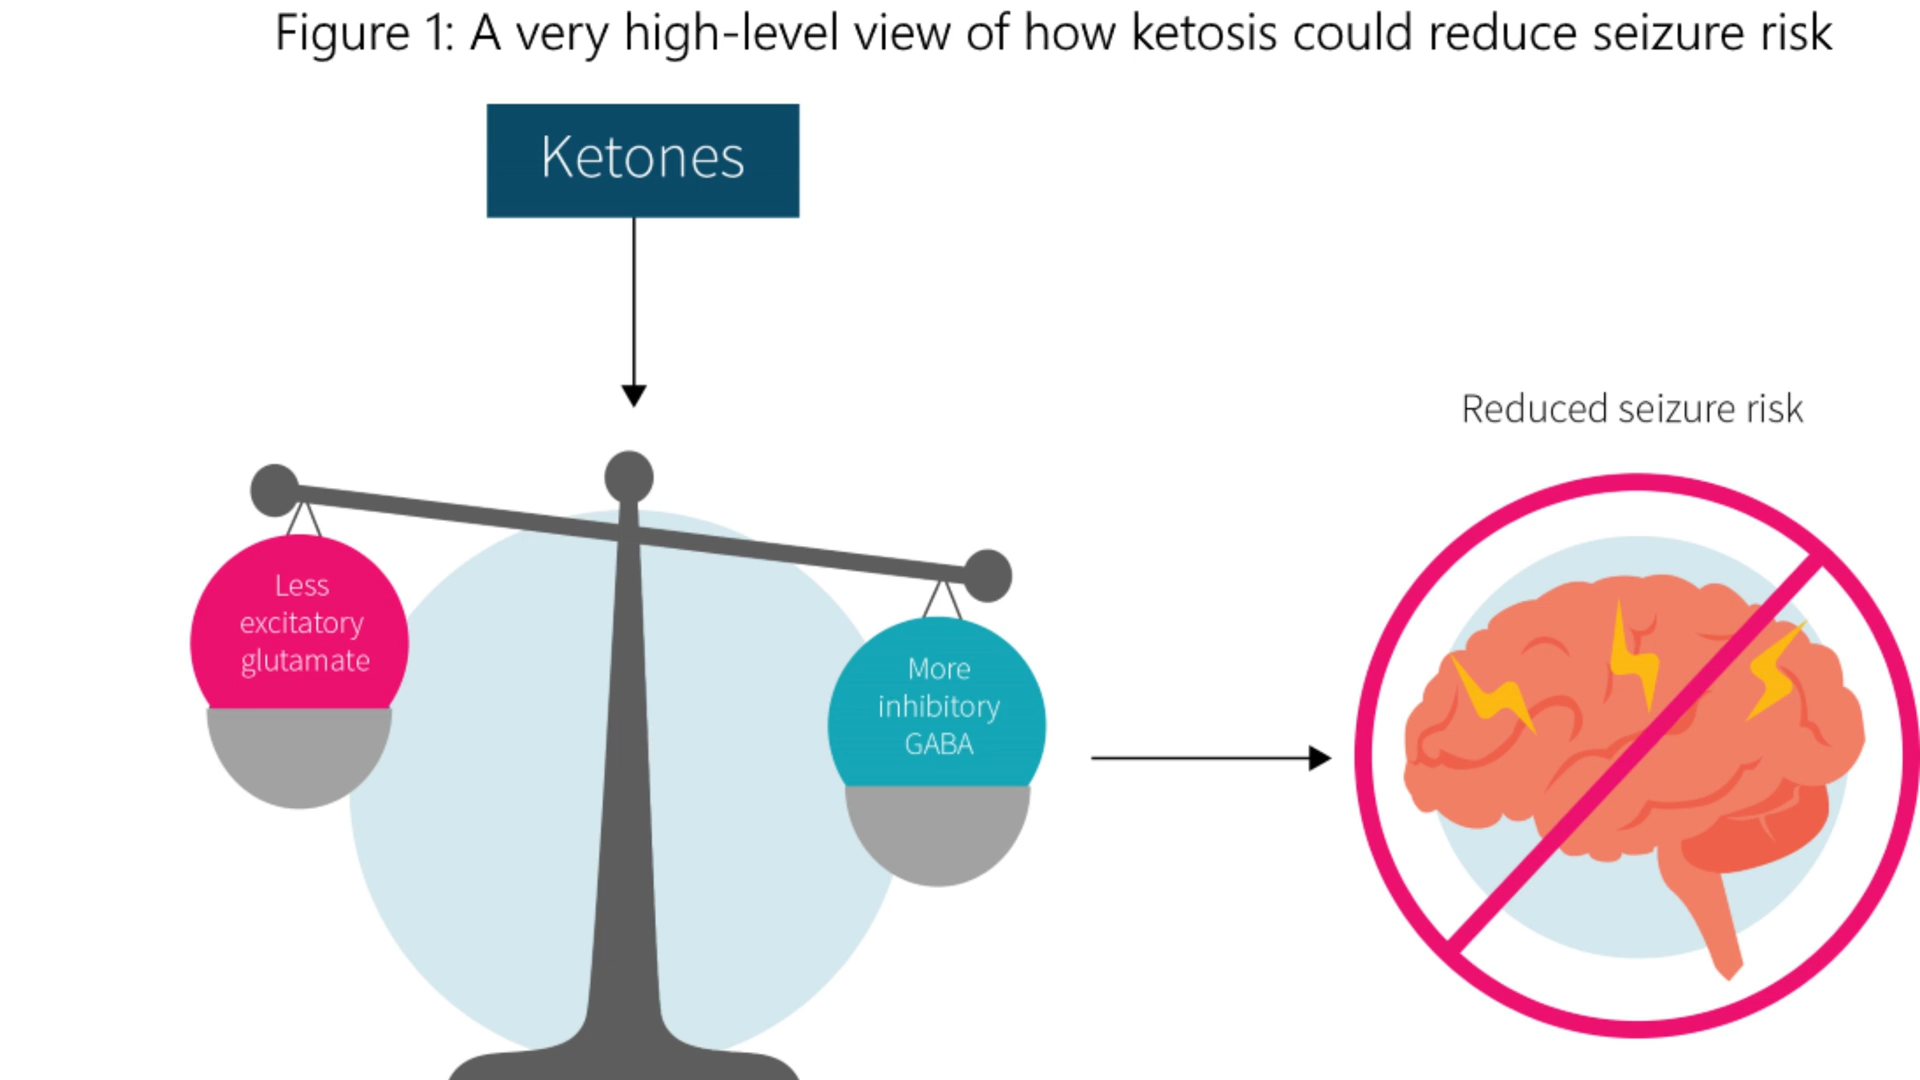 Figure 1: A very high-level view of how ketosis could reduce seizure risk
Ketones
Reduced seizure risk
Less
excitatory
glutamate
More
inhibitory
GABA